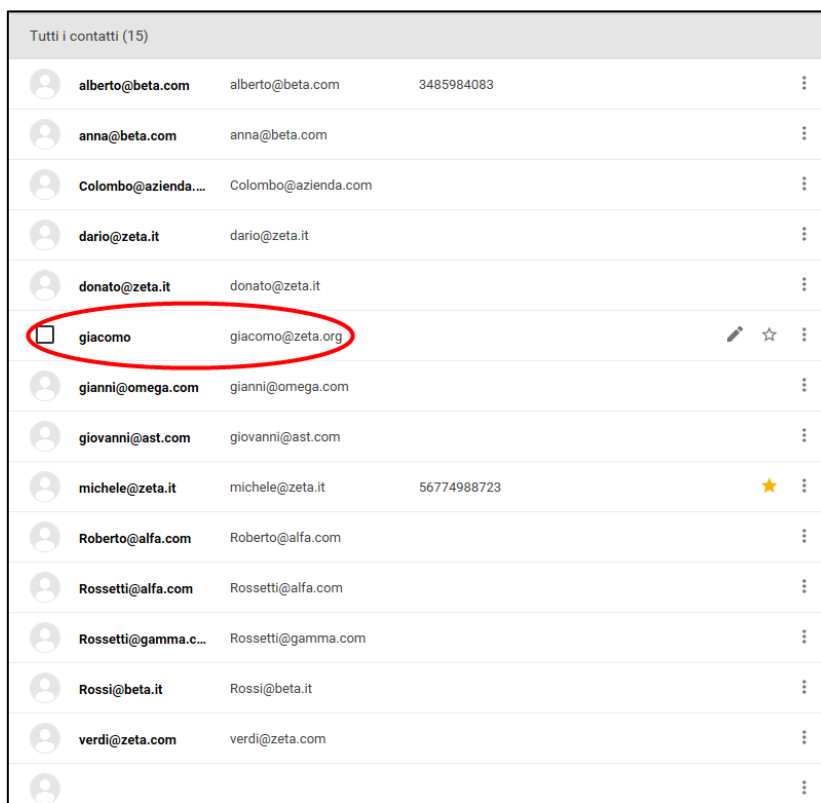 Tutti i contatti (15)
alberto@beta.com alberto@beta.com 3485984083
anna@beta.com anna@beta.com
Colombo@azienda.... Colombo@azienda.com
dario@zeta.it dario@zeta.it
donato@zeta.it donato@zeta.it
giacomo giacomo@zeta.org
gianni@omega.com gianni@omega.com
giovanni@ast.com giovanni@ast.com
michele@zeta.it michele@zeta.it 56774988723
Roberto@alfa.com Roberto@alfa.com
Rossetti@alfa.com Rossetti@alfa.com
Rossetti@gamma.c... Rossetti@gamma.com
Rossi@beta.it Rossi@beta.it
verdi@zeta.com verdi@zeta.com